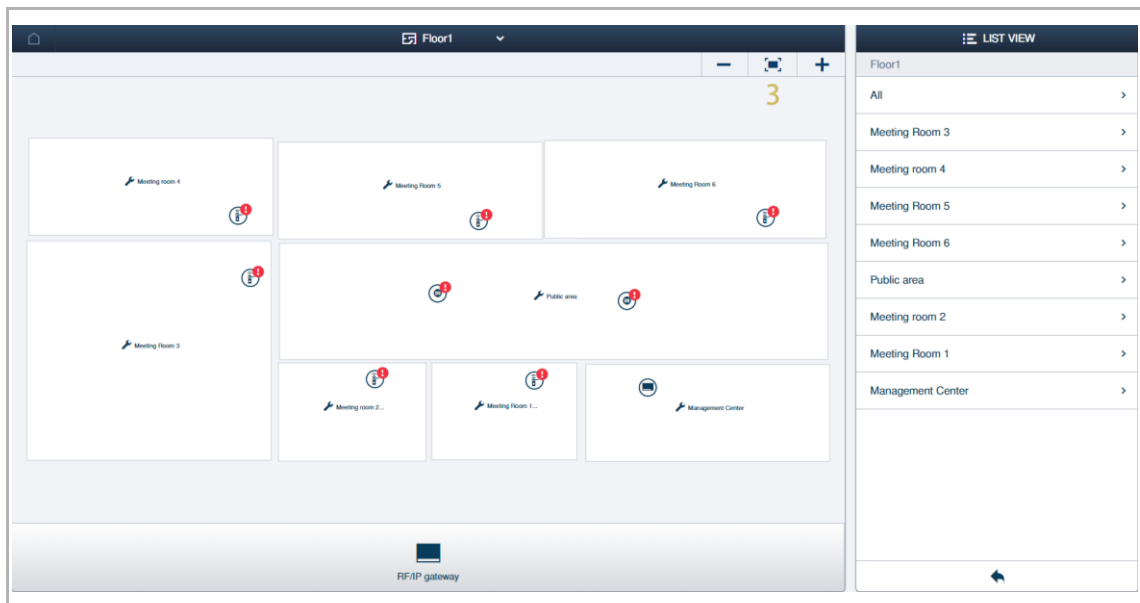 Floor1
LIST VIEW
Floor1
3
All
Meeting Room 3
Meeting room 4
Meeting Room 5
Meeting Room 6
Public area
Meeting room 2
Meeting Room 1
Management Center
Meeting room 4
Meeting Room 5
Meeting Room 6
Public area
Meeting Room 3
Meeting room 2...
Meeting Room 1...
Management Center
RF/IP gateway